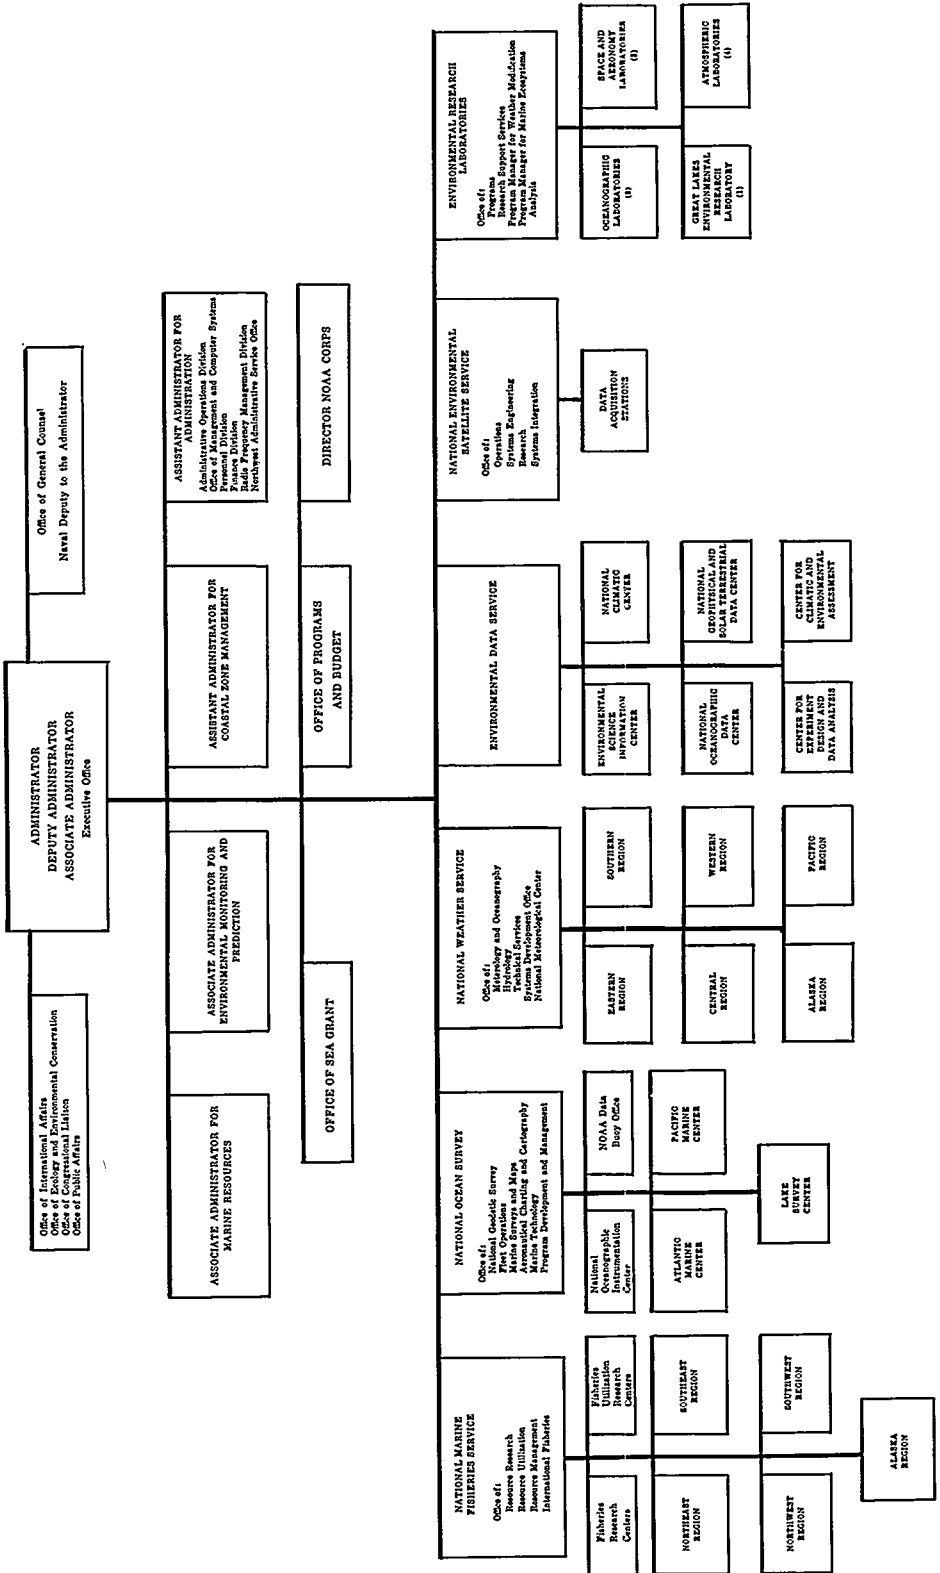 ADMINISTRATOR
DEPUTY ADMINISTRATOR
ASSOCIATE ADMINISTRATOR
Executive Office
Office of International Affairs
Office of Ecology and Environmental Conservation
Office of Congressional Liaison
Office of Public Affairs
Office of General Counsel
Naval Deputy to the Administrator
ASSOCIATE ADMINISTRATOR FOR
MARINE RESOURCES
ASSOCIATE ADMINISTRATOR FOR
ENVIRONMENTAL MONITORING AND
PREDICTION
ASSISTANT ADMINISTRATOR FOR
COASTAL ZONE MANAGEMENT
ASSISTANT ADMINISTRATOR FOR
ADMINISTRATION
Administrative Operations Division
Office of Management and Computer Systems
Personnel Division
Finance Division
Radio Frequency Management Division
Northwest Administrative Service Office
OFFICE OF SEA GRANT
OFFICE OF PROGRAMS
AND BUDGET
DIRECTOR NOAA CORPS
NATIONAL MARINE
FISHERIES SERVICE
Office of:
Resource Research
Resource Utilization
Resource Management
International Fisheries
Fisheries
Research
Centers
Fisheries
Utilization
Research
Centers
NORTHEAST
REGION
SOUTHEAST
REGION
NORTHWEST
REGION
SOUTHWEST
REGION
ALASKA
REGION
NATIONAL OCEAN SURVEY
Office of:
National Geodetic Survey
Fleet Operations
Marine Surveys and Maps
Aeronautical Charting and Cartography
Marine Technology
Program Development and Management
National
Oceanographic
Instrumentation
Center
NOAA Data
Buoy Office
ATLANTIC
MARINE
CENTER
PACIFIC
MARINE
CENTER
LAKE
SURVEY
CENTER
NATIONAL WEATHER SERVICE
Office of:
Meterology and Oceanography
Hydrology
Technical Services
Systems Development Office
National Meteorological Center
EASTERN
REGION
SOUTHERN
REGION
CENTRAL
REGION
WESTERN
REGION
ALASKA
REGION
PACIFIC
REGION
ENVIRONMENTAL DATA SERVICE
ENVIRONMENTAL
SCIENCE
INFORMATION
CENTER
NATIONAL
CLIMATIC
CENTER
NATIONAL
OCEANOGRAPHIC
DATA
CENTER
NATIONAL
GEOPHYSICAL AND
SOLAR TERRESTRIAL
DATA CENTER
CENTER FOR
EXPERIMENT
DESIGN AND
DATA ANALYSIS
CENTER FOR
CLIMATIC AND
ENVIRONMENTAL
ASSESSMENT
NATIONAL ENVIRONMENTAL
SATELLITE SERVICE
Office of:
Operations
Systems Engineering
Research
Systems Integration
DATA
ACQUISITION
STATIONS
ENVIRONMENTAL RESEARCH
LABORATORIES
Office of:
Programs
Research Support Services
Program Manager for Weather Modification
Program Manager for Marine Ecosystems
Analysis
OCEANOGRAPHIC
LABORATORIES
SPACE AND
AERONOMY
LABORATORIES
GREAT LAKES
ENVIRONMENTAL
RESEARCH
LABORATORY
(1)
ATMOSPHERIC
LABORATORIES
(4)